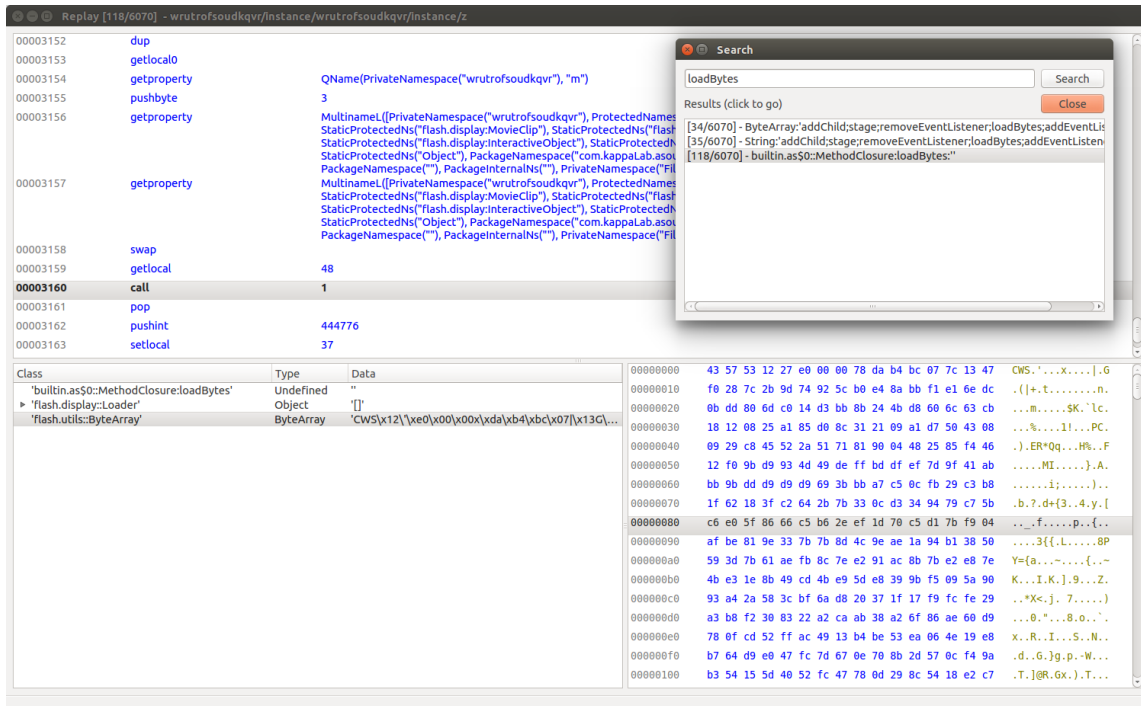 Replay [118/6070] - wrutrofsoudkqvr/instance/wrutrofsoudkqvr/instance/z
00003152 dup
00003153 getlocal0
00003154 getproperty QName(PrivateNamespace("wrutrofsoudkqvr"), "m")
00003155 pushbyte 3
00003156 getproperty MultinameL([PrivateNamespace("wrutrofsoudkqvr"), ProtectedNames
StaticProtectedNs("flash.display:MovieClip"), StaticProtectedNs("flash
StaticProtectedNs("flash.display:InteractiveObject"), StaticProtectedN
StaticProtectedNs("Object"), PackageNamespace("com.kappaLab.asou
PackageNamespace(""), PackageInternalNs(""), PrivateNamespace("Fil
00003157 getproperty MultinameL([PrivateNamespace("wrutrofsoudkqvr"), ProtectedNames
StaticProtectedNs("flash.display:MovieClip"), StaticProtectedNs("flash
StaticProtectedNs("flash.display:InteractiveObject"), StaticProtectedN
StaticProtectedNs("Object"), PackageNamespace("com.kappaLab.asou
PackageNamespace(""), PackageInternalNs(""), PrivateNamespace("Fil
00003158 swap
00003159 getlocal 48
00003160 call 1
00003161 pop
00003162 pushint 444776
00003163 setlocal 37
Search
loadBytes Search
Results (click to go) Close
[34/6070] - ByteArray:'addChild;stage;removeEventListener;loadBytes;addEventLis
[35/6070] - String:'addChild;stage;removeEventListener;loadBytes;addEventListen
[118/6070] - builtin.as$0::MethodClosure:loadBytes:''
Class Type Data
'builtin.as$0::MethodClosure:loadBytes' Undefined ''
'flash.display::Loader' Object '[]'
'flash.utils::ByteArray' ByteArray 'CWS\x12\'\xe0\x00\x00x\xda\xb4\xbc\x07|\x13G\...
00000000 43 57 53 12 27 e0 00 00 78 da b4 bc 07 7c 13 47 CWS.'...x....|.G
00000010 f0 28 7c 2b 9d 74 92 5c b0 e4 8a bb f1 e1 6e dc .(|+.t.\......n.
00000020 0b dd 80 6d c0 14 d3 bb 8b 24 4b d8 60 6c 63 cb ...m.....$K.`lc.
00000030 18 12 08 25 a1 85 d0 8c 31 21 09 a1 d7 50 43 08 ...%....1!...PC.
00000040 09 29 c8 45 52 2a 51 71 81 90 04 48 25 85 f4 46 .).ER*Qq...H%..F
00000050 12 f0 9b d9 93 4d 49 de ff bd df ef 7d 9f 41 ab .....MI.....}.A.
00000060 bb 9b dd d9 d9 d9 69 3b bb a7 c5 0c fb 29 c3 b8 ......i;.....)..
00000070 1f 62 18 3f c2 64 2b 7b 33 0c d3 34 94 79 c7 5b .b.?.d+{3..4.y.[
00000080 c6 e0 5f 86 66 c5 b6 2e ef 1d 70 c5 d1 7b f9 04 .._.f.....p..{..
00000090 af be 81 9e 33 7b 7b 8d 4c 9e ae 1a 94 b1 38 50 ....3{{.L.....8P
000000a0 59 3d 7b 61 ae fb 8c 7e e2 91 ac 8b 7b e2 e8 7e Y={a...~....{..~
000000b0 4b e3 1e 8b 49 cd 4b e9 5d e8 39 9b f5 09 5a 90 K...I.K.].9...Z.
000000c0 93 a4 2a 58 3c bf 6a d8 20 37 1f 17 f9 fc fe 29 ..*X<.j. 7.....)
000000d0 a3 b8 f2 30 83 22 a2 ca ab 38 a2 6f 86 ae 60 d9 ...0."...8.o..`.
000000e0 78 0f cd 52 ff ac 49 13 b4 be 53 ea 06 4e 19 e8 x..R..I...S..N..
000000f0 b7 64 d9 e0 47 fc 7d 67 0e 70 8b 2d 57 0c f4 9a .d..G.}g.p.-W...
00000100 b3 54 15 5d 40 52 fc 47 78 0d 29 8c 54 18 e2 c7 .T.]@R.Gx.).T...